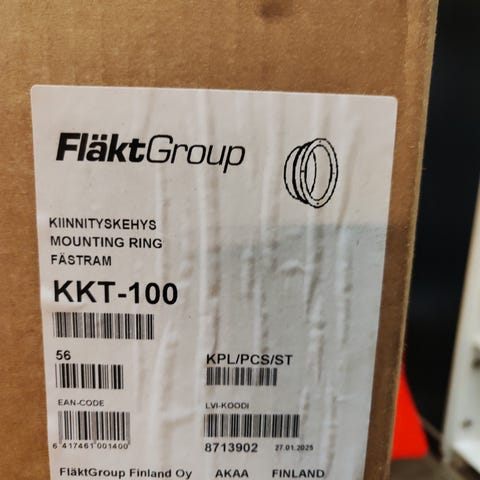 FläktGroup
KIINNITYSKEHYS
MOUNTING RING
FÄSTRAM
KKT-100
56 KPL/PCS/ST
EAN-CODE LVI-KOODI
6 417461 001400 8713902 27.01.2025
FläktGroup Finland Oy AKAA FINLAND